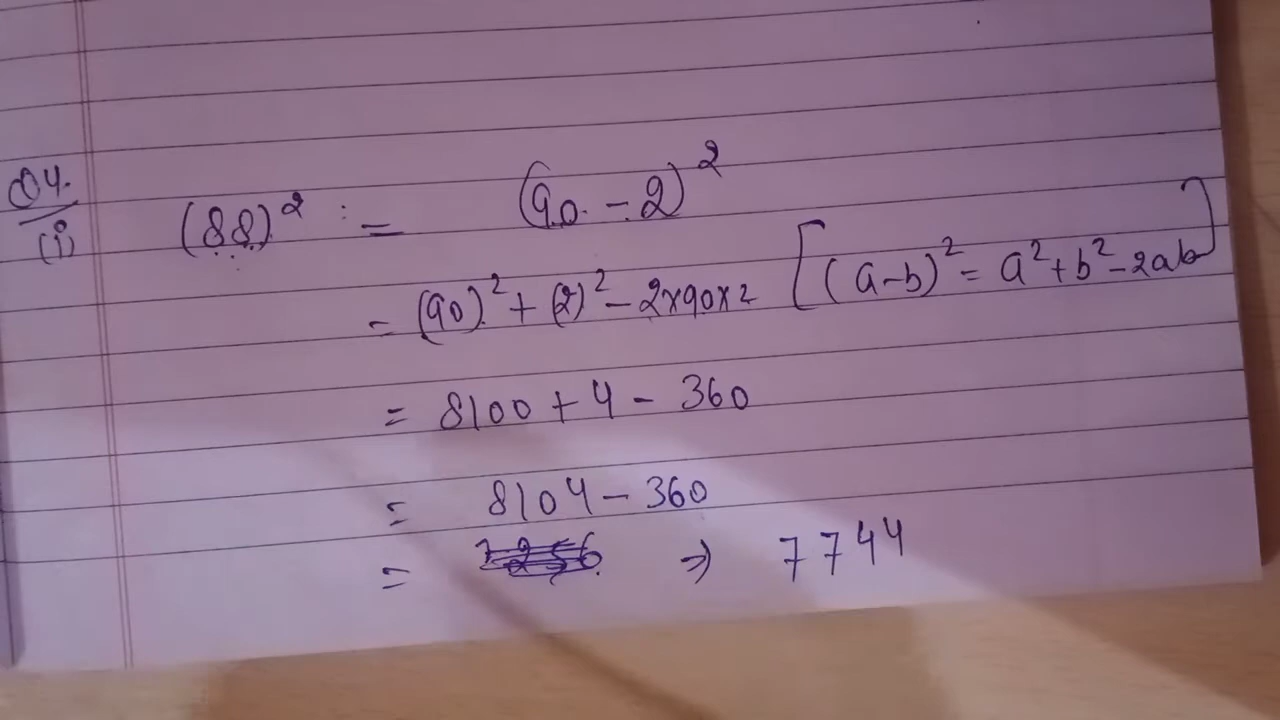 Q4.
(i) (88)² = (90 - 2)²
= (90)² + (2)² - 2×90×2 [(a-b)² = a² + b² - 2ab]
= 8100 + 4 - 360
= 8104 - 360
= ⇒ 7744